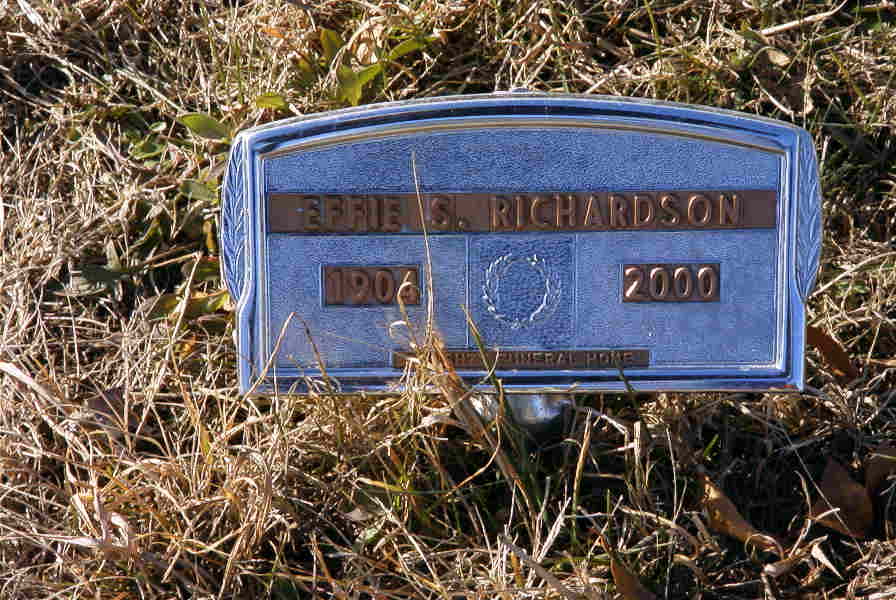 EFFIE S. RICHARDSON
1904 2000
FUNERAL HOME